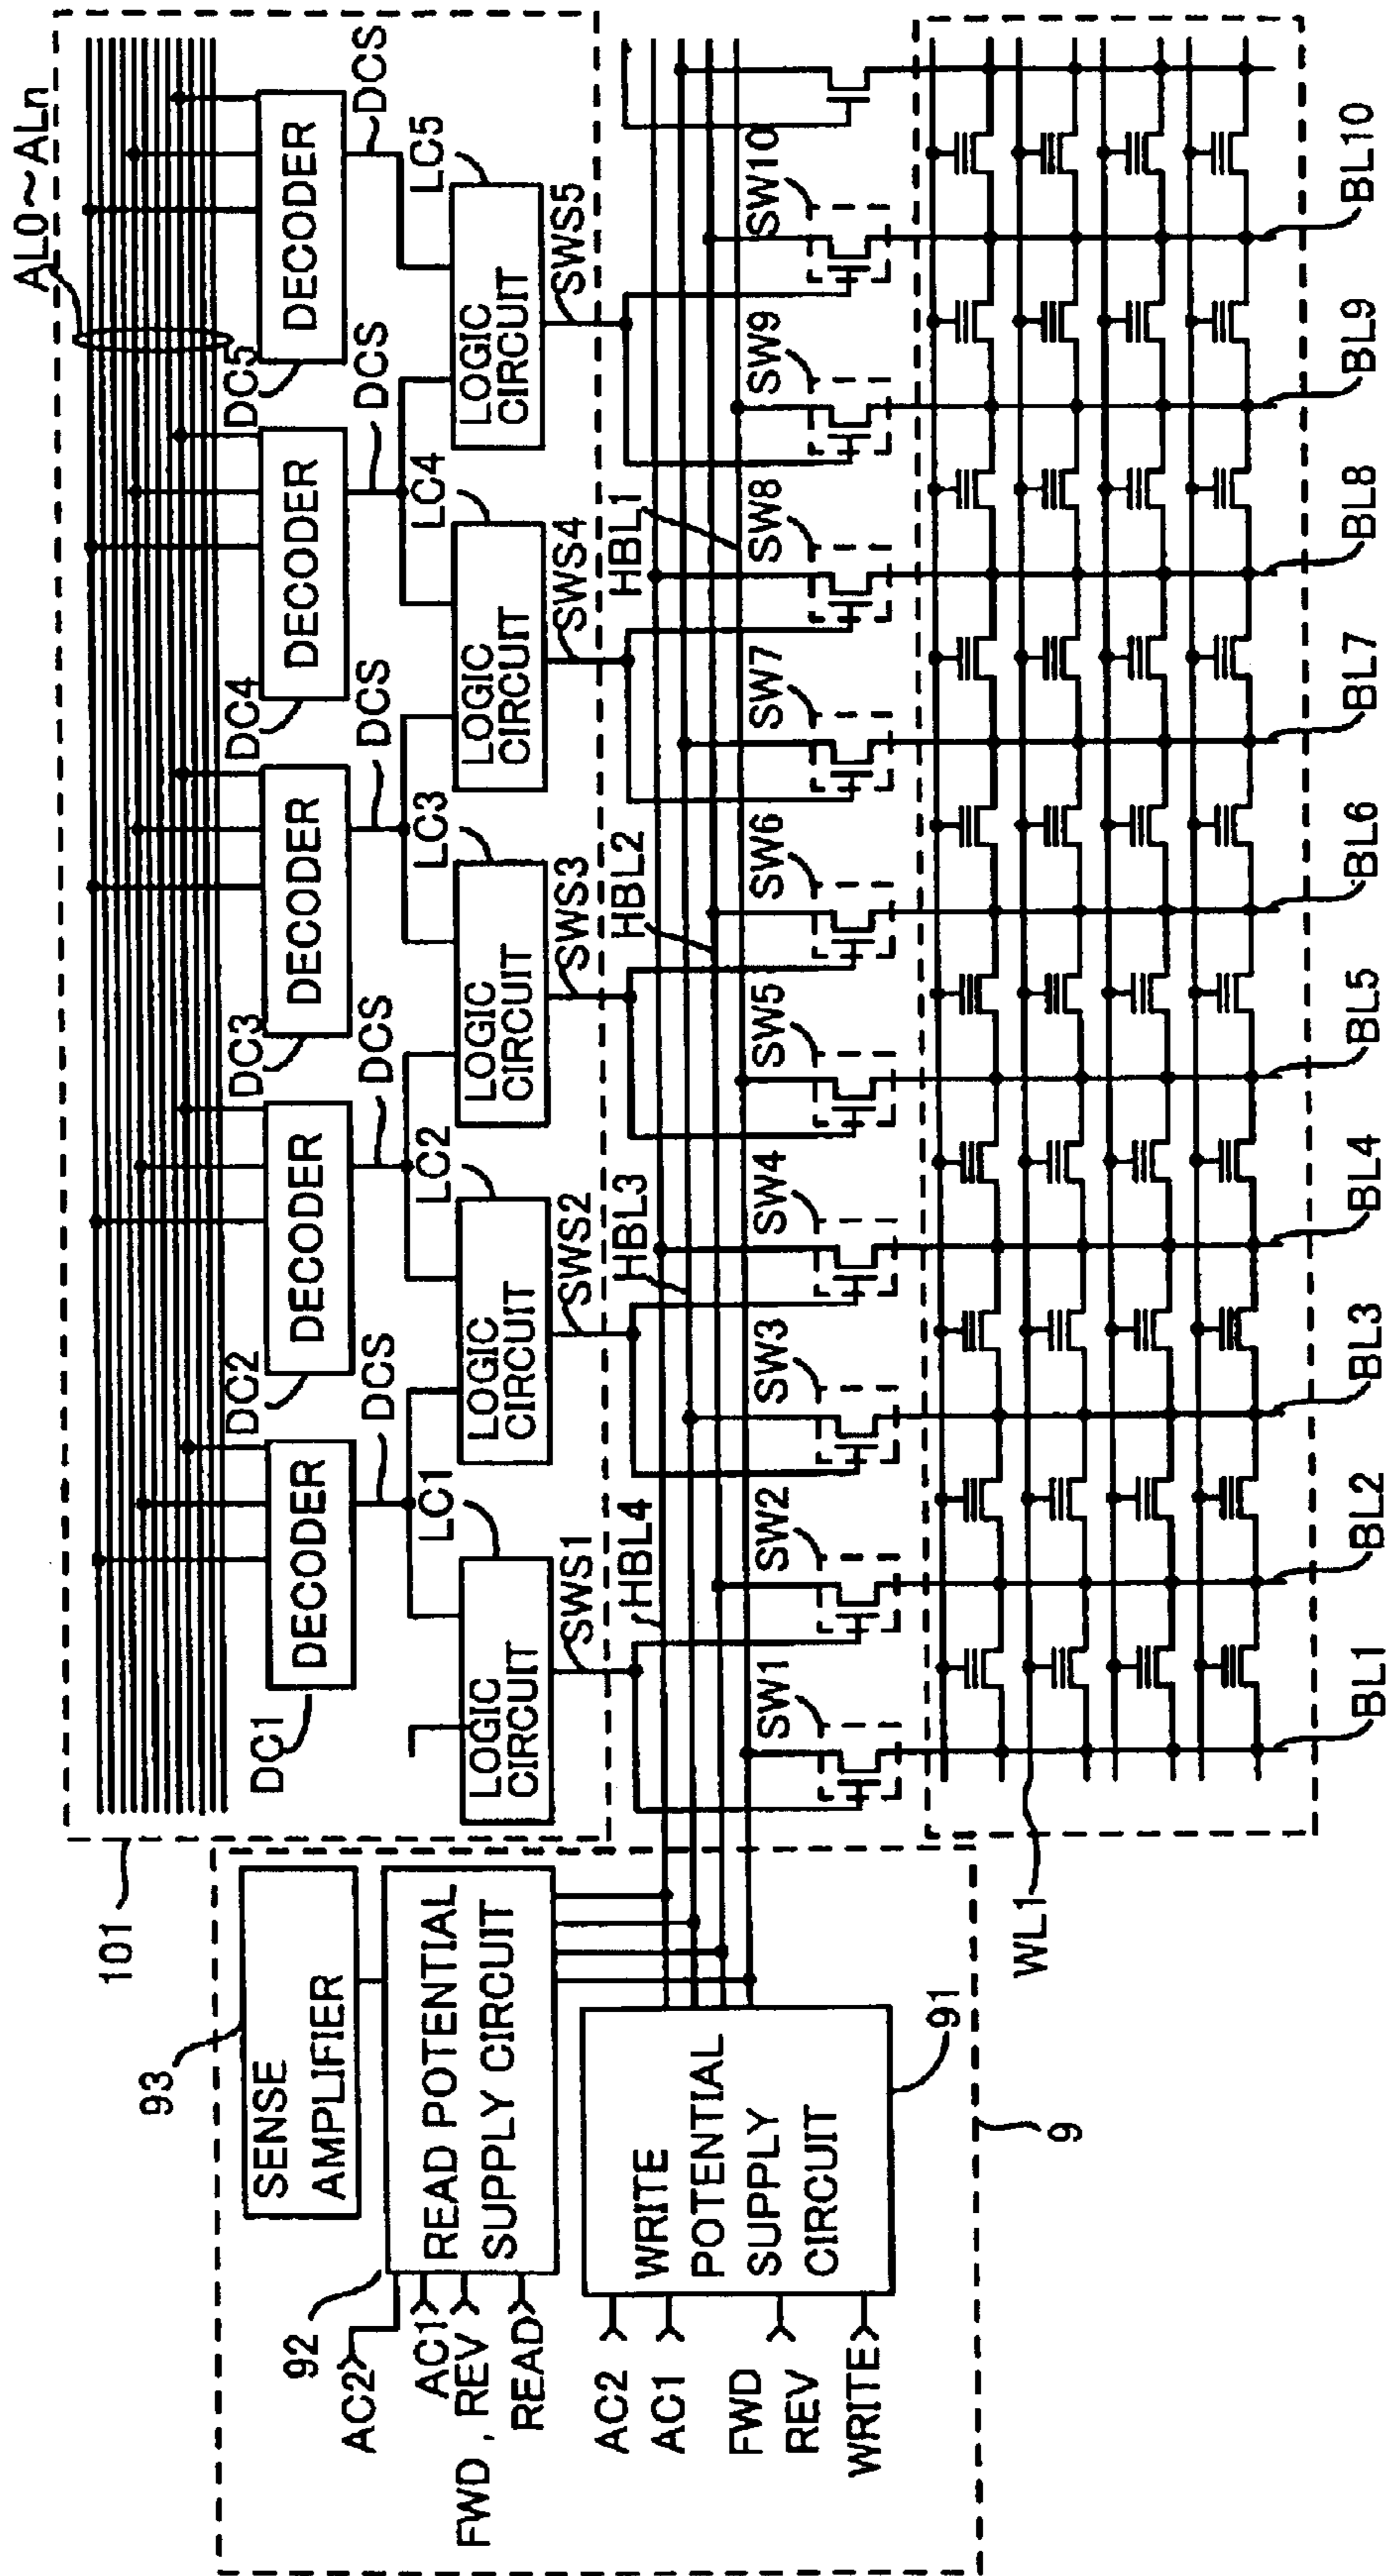 AL0~ALn
101
DECODER
DECODER
DECODER
DECODER
DECODER
DC1
DC2
DC3
DC4
DC5
DCS
DCS
DCS
DCS
DCS
LC1
LC2
LC3
LC4
LC5
LOGIC
CIRCUIT
LOGIC
CIRCUIT
LOGIC
CIRCUIT
LOGIC
CIRCUIT
LOGIC
CIRCUIT
SWS1
SWS2
SWS3
SWS4
SWS5
HBL4
HBL3
HBL2
HBL1
SW1
SW2
SW3
SW4
SW5
SW6
SW7
SW8
SW9
SW10
93
SENSE
AMPLIFIER
92
READ POTENTIAL
SUPPLY CIRCUIT
AC2
AC1
FWD , REV
READ
WRITE
POTENTIAL
SUPPLY
CIRCUIT
91
AC2
AC1
FWD
REV
WRITE
9
WL1
BL1
BL2
BL3
BL4
BL5
BL6
BL7
BL8
BL9
BL10